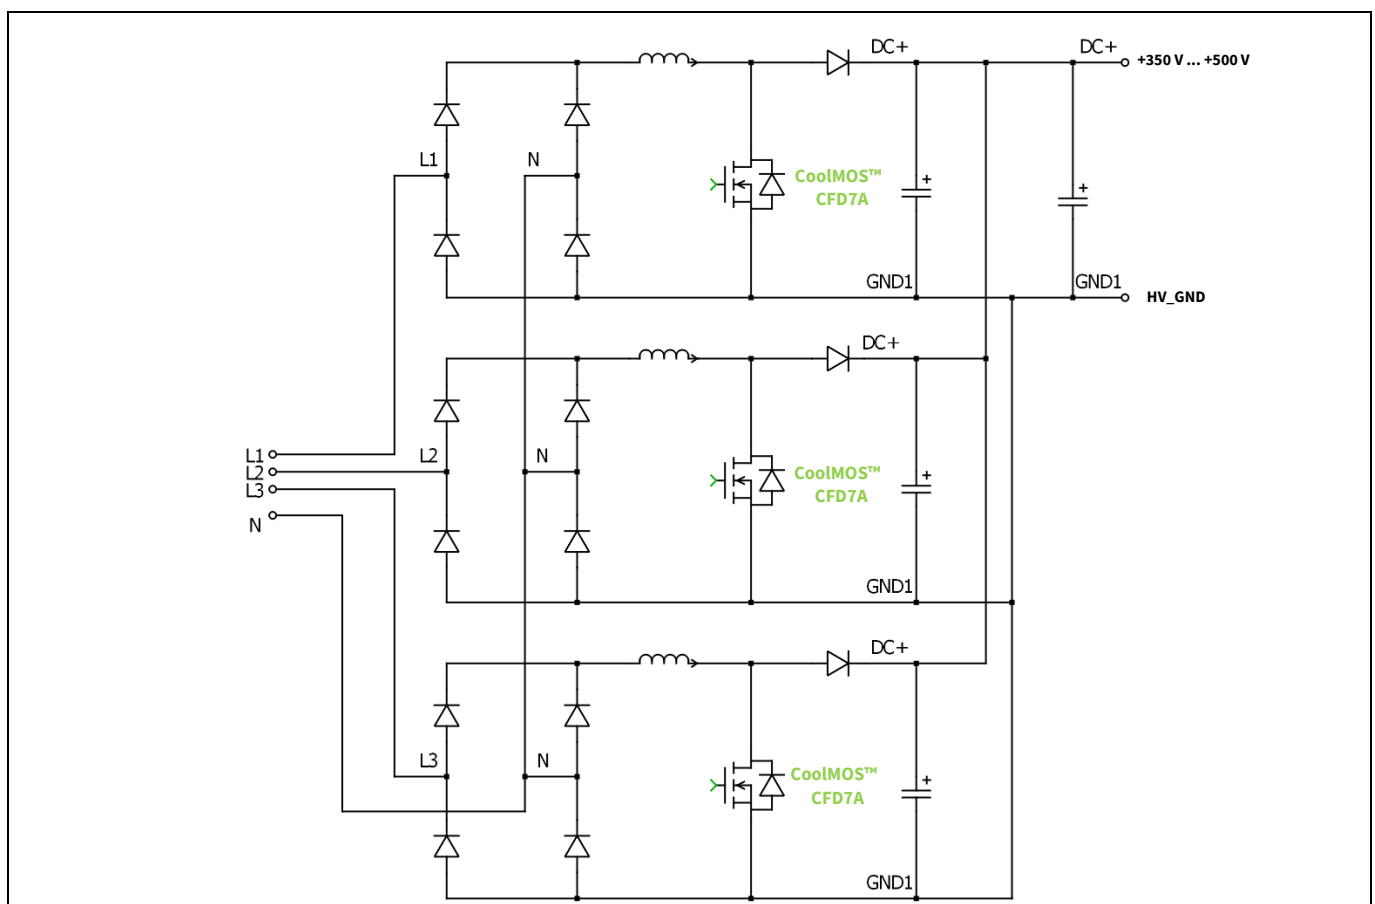 DC+
DC+
+350 V ... +500 V
L1
N
CoolMOS™
CFD7A
+
+
GND1
GND1
HV_GND
DC+
L1
L2
L3
N
L2
N
CoolMOS™
CFD7A
+
GND1
DC+
L3
N
CoolMOS™
CFD7A
+
GND1